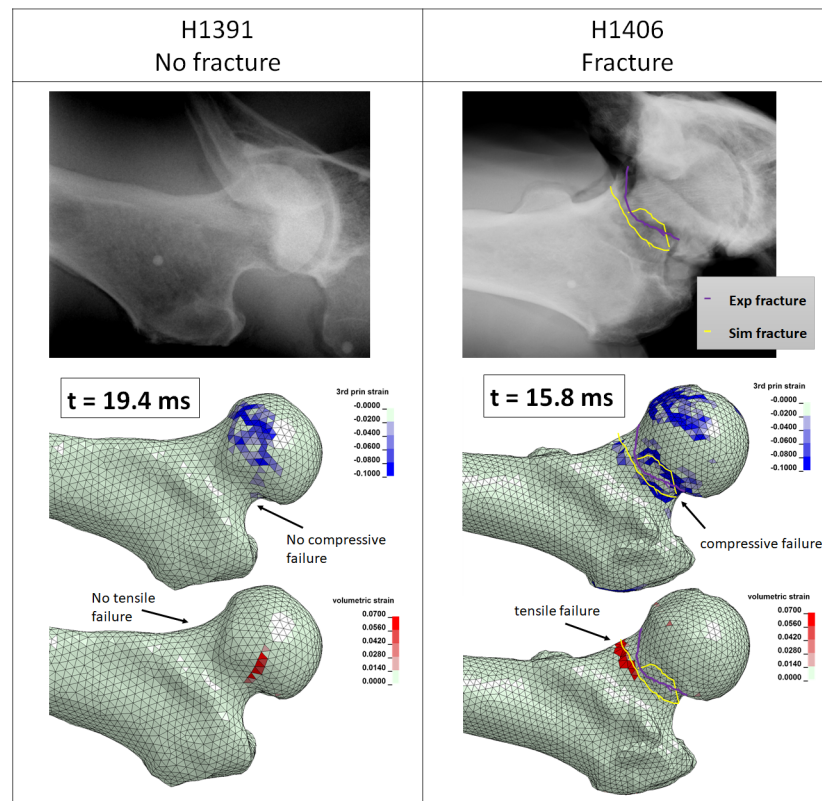 H1391
No fracture
H1406
Fracture
Exp fracture
Sim fracture
t = 19.4 ms
3rd prin strain
-0.0000
-0.0200
-0.0400
-0.0600
-0.0800
-0.1000
No compressive
failure
t = 15.8 ms
3rd prin strain
-0.0000
-0.0200
-0.0400
-0.0600
-0.0800
-0.1000
compressive failure
No tensile
failure
volumetric strain
0.0700
0.0560
0.0420
0.0280
0.0140
0.0000
tensile failure
volumetric strain
0.0700
0.0560
0.0420
0.0280
0.0140
0.0000